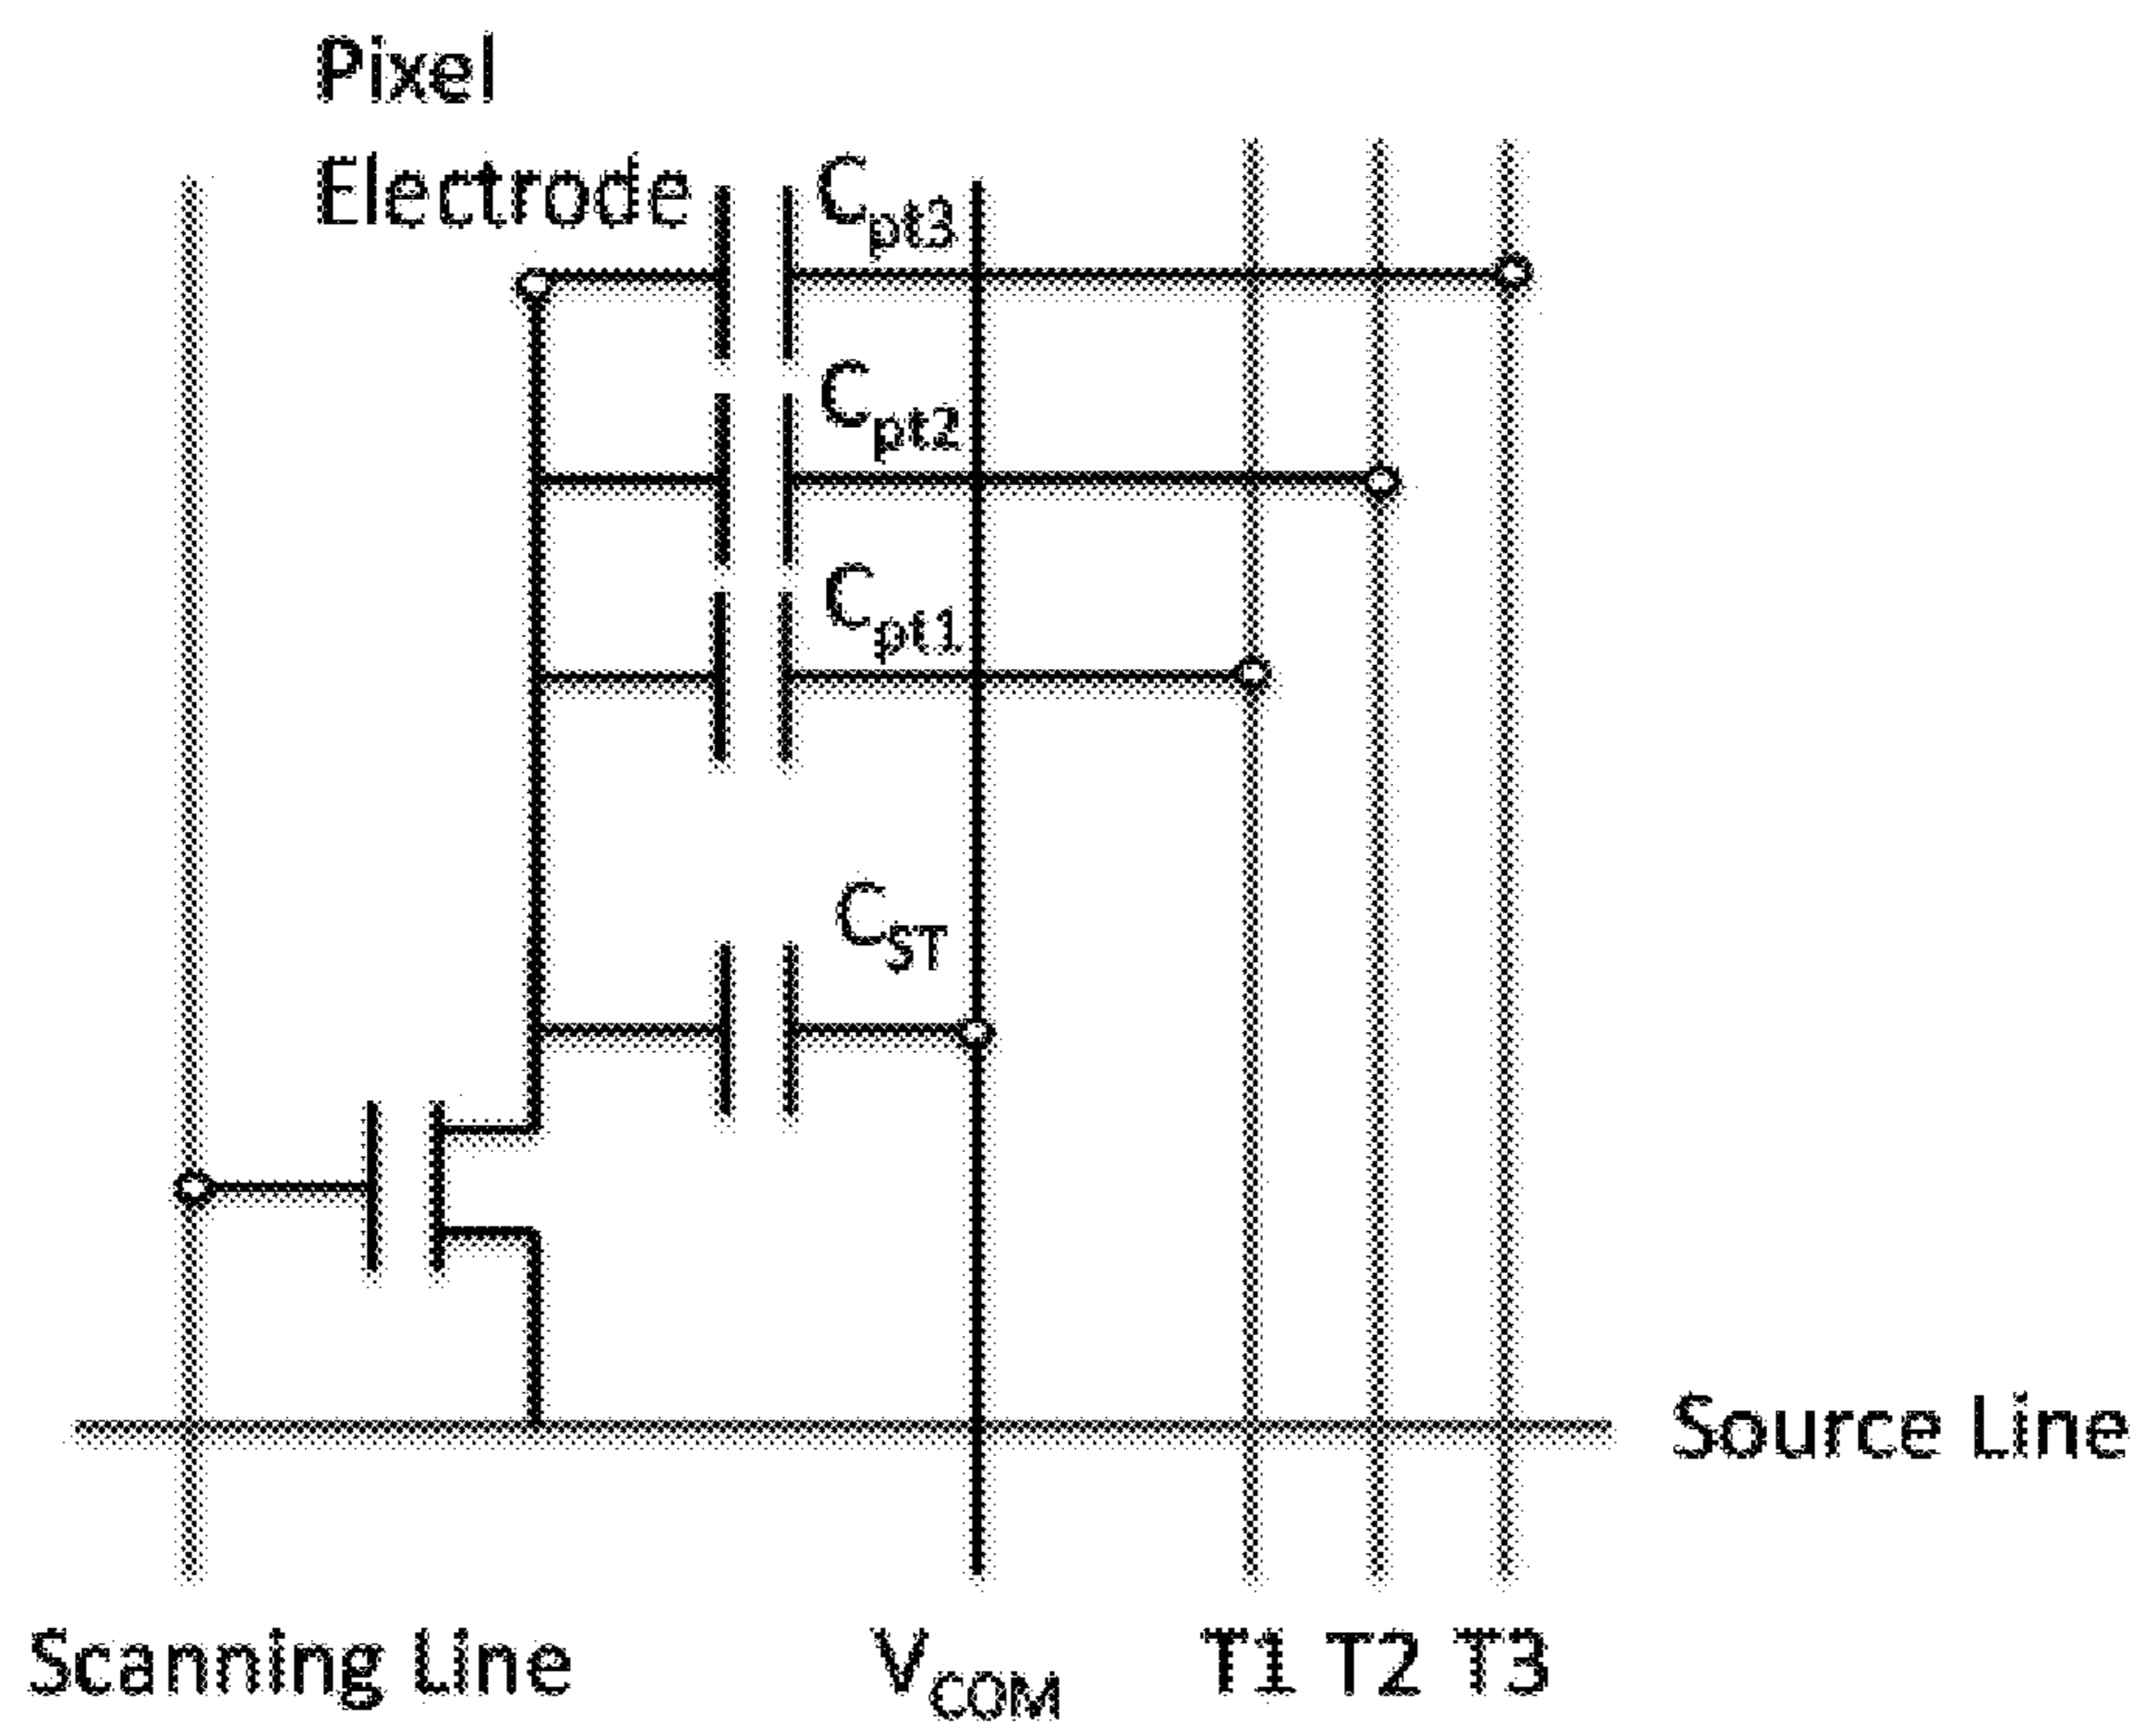 Pixel
Electrode
Cpt3
Cpt2
Cpt1
CST
Source Line
Scanning Line
VCOM
T1 T2 T3